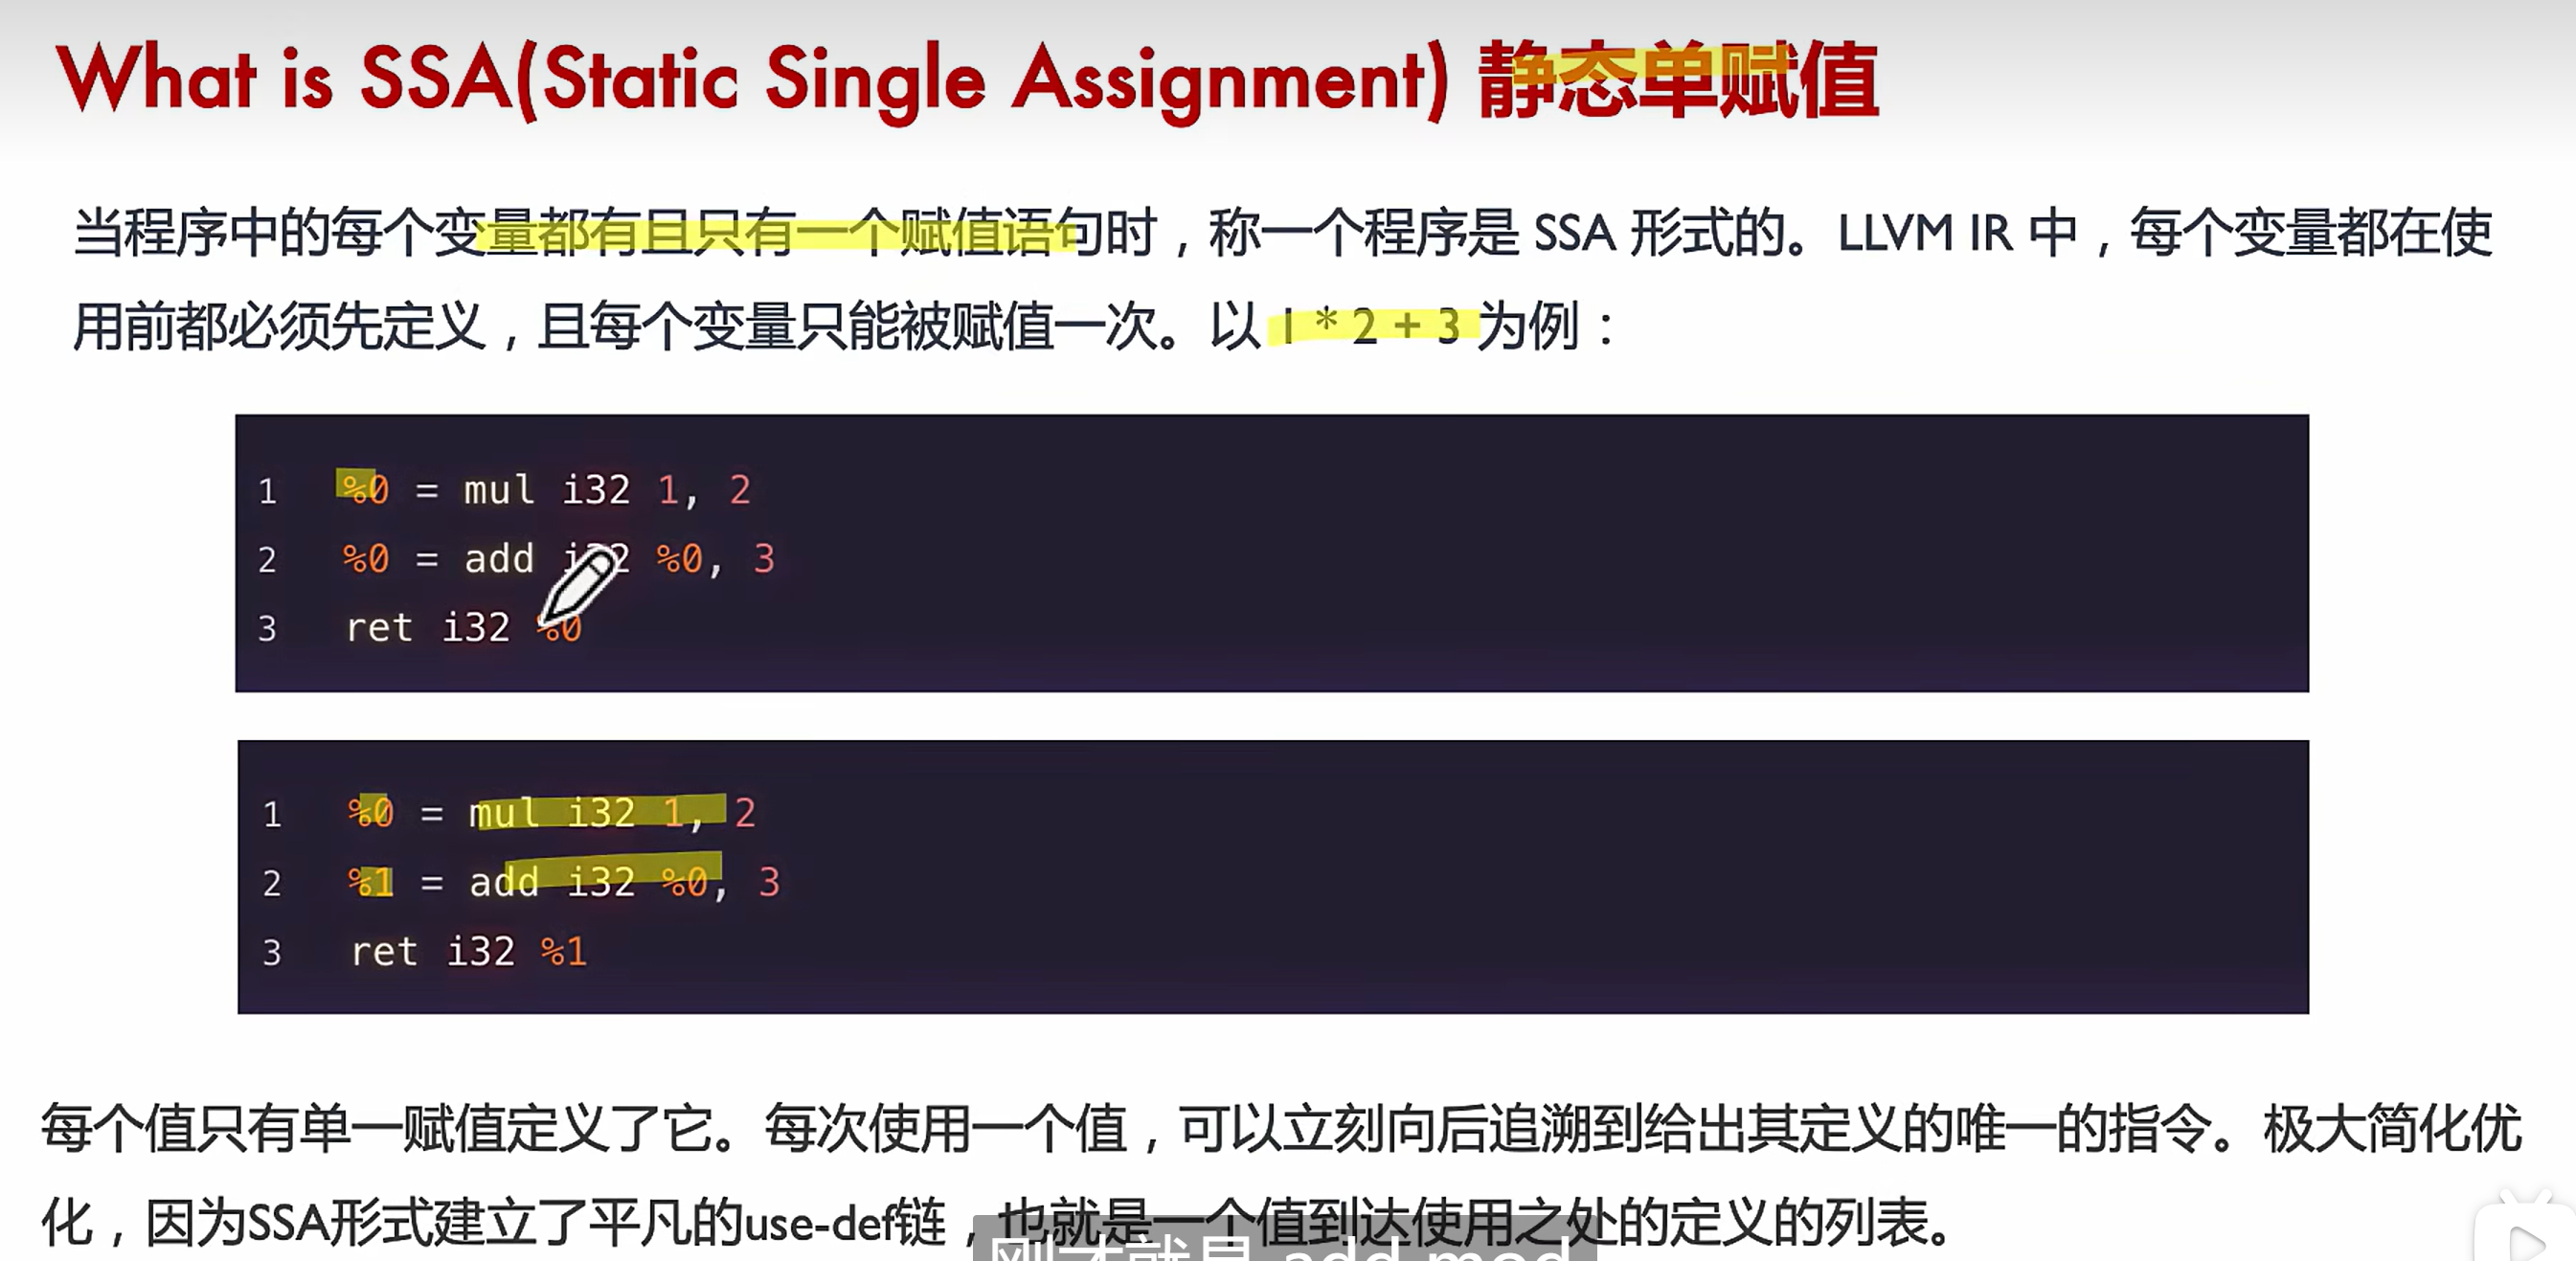 What is SSA(Static Single Assignment) 静态单赋值
当程序中的每个变量都有且只有一个赋值语句时，称一个程序是 SSA 形式的。LLVM IR 中，每个变量都在使
用前都必须先定义，且每个变量只能被赋值一次。以 1 * 2 + 3 为例：
1 %0 = mul i32 1, 2
2 %0 = add i32 %0, 3
3 ret i32 %0
1 %0 = mul i32 1, 2
2 %1 = add i32 %0, 3
3 ret i32 %1
每个值只有单一赋值定义了它。每次使用一个值，可以立刻向后追溯到给出其定义的唯一的指令。极大简化优
化，因为SSA形式建立了平凡的use-def链，也就是一个值到达使用之处的定义的列表。
刚才就是 add mod